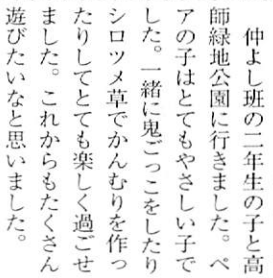 仲よし班の二年生の子と高
師緑地公園に行きました。ペ
アの子はとてもやさしい子で
した。一緒に鬼ごっこをしたり
シロツメ草でかんむりを作っ
たりしてとても楽しく過ごせ
ました。これからもたくさん
遊びたいなと思いました。